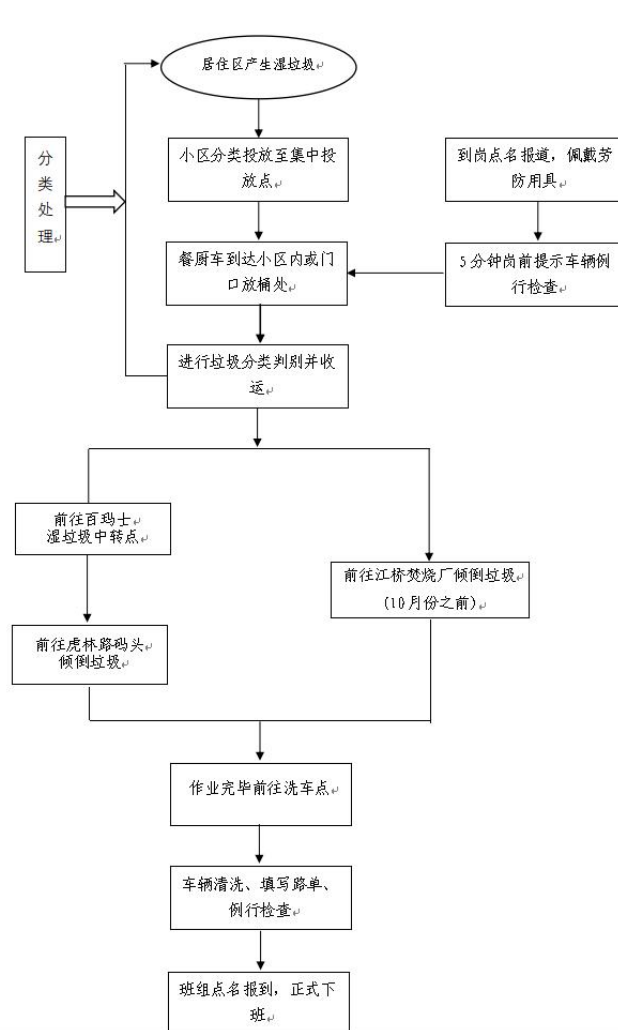 居住区产生湿垃圾
分
类
处
理
小区分类投放至集中投
放点
到岗点名报道，佩戴劳
防用具
餐厨车到达小区内或门
口放桶处
5分钟岗前提示车辆例
行检查
进行垃圾分类判别并收
运
前往百玛士
湿垃圾中转点
前往江桥焚烧厂倾倒垃圾
(10月份之前)
前往虎林路码头
倾倒垃圾
作业完毕前往洗车点
车辆清洗、填写路单、
例行检查
班组点名报到，正式下
班